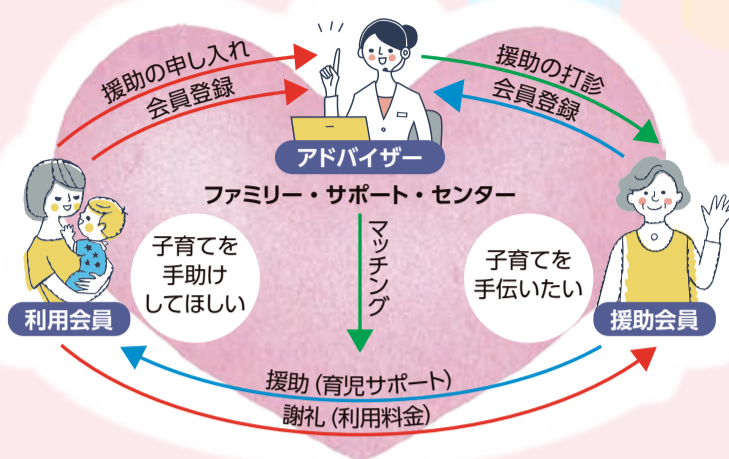 援助の申し入れ
会員登録
援助の打診
会員登録
アドバイザー
ファミリー・サポート・センター
マッチング
子育てを
手助け
してほしい
子育てを
手伝いたい
利用会員
援助会員
援助(育児サポート)
謝礼(利用料金)